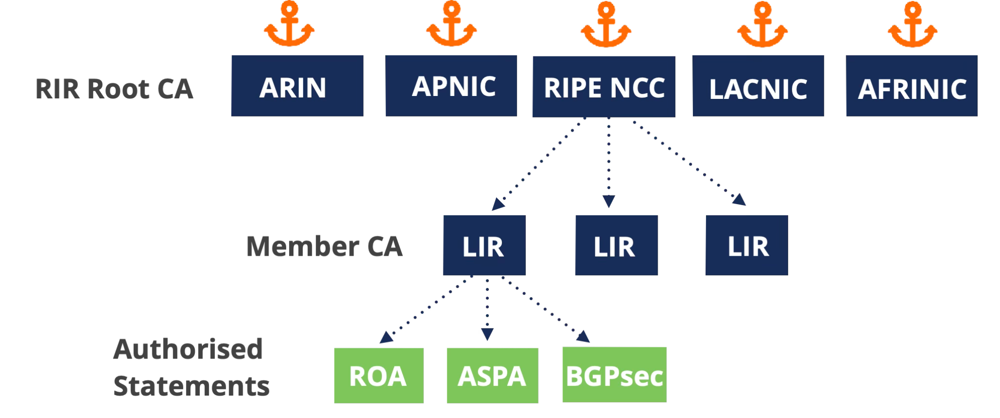 RIR Root CA
ARIN
APNIC
RIPE NCC
LACNIC
AFRINIC
Member CA
LIR
LIR
LIR
Authorised
Statements
ROA
ASPA
BGPsec